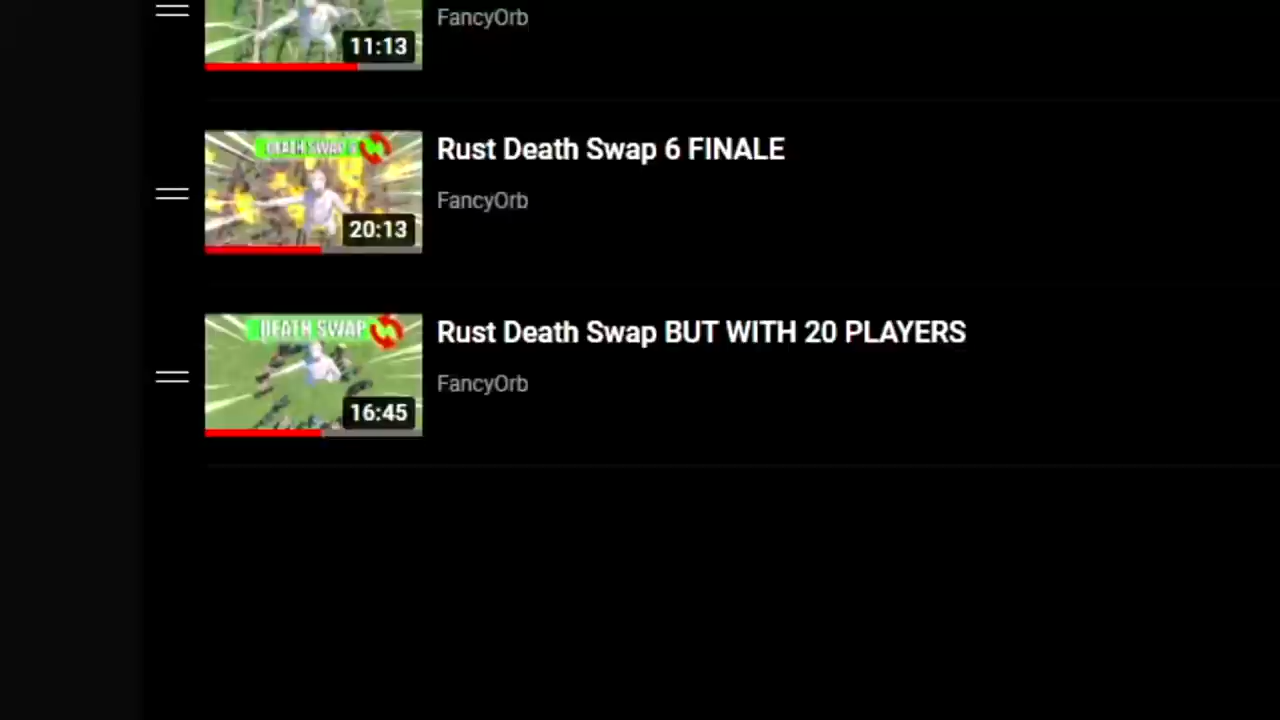 FancyOrb
11:13
DEATH SWAP
Rust Death Swap 6 FINALE
FancyOrb
20:13
DEATH SWAP
Rust Death Swap BUT WITH 20 PLAYERS
FancyOrb
16:45